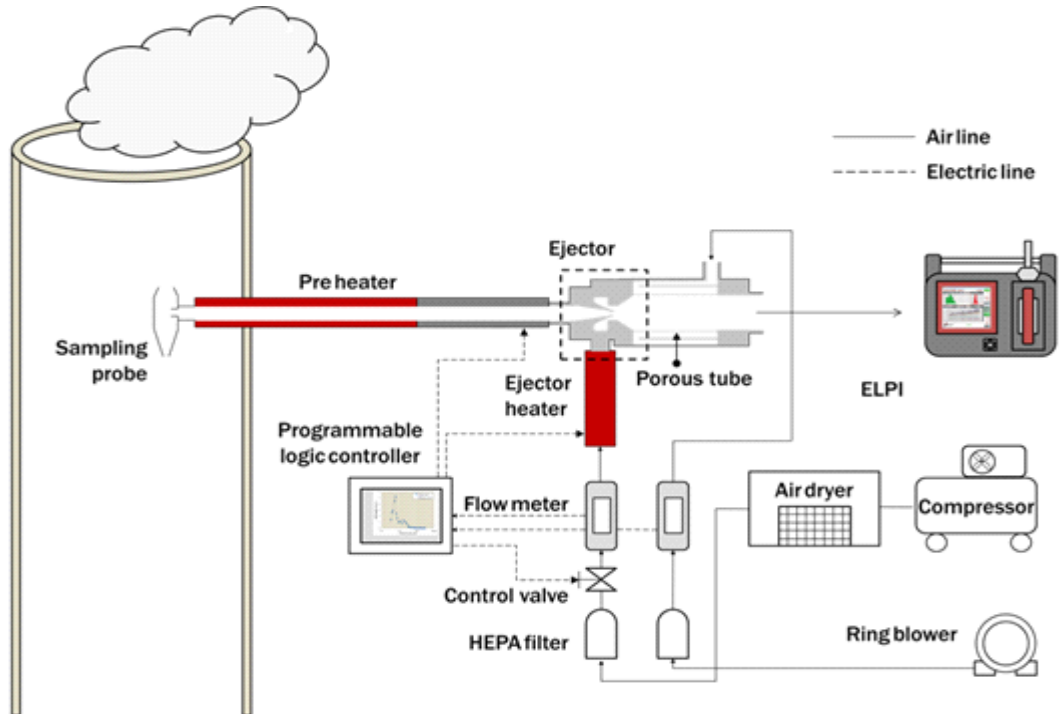 Air line
Electric line
Ejector
Pre heater
Sampling
probe
Ejector
heater
Porous tube
ELPI
Programmable
logic controller
Flow meter
Air dryer
Compressor
Control valve
HEPA filter
Ring blower